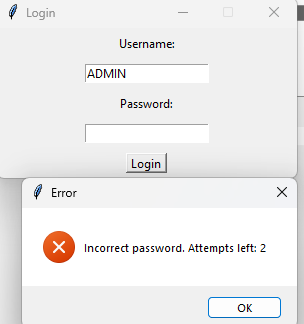 Login
Username:
ADMIN
Password:
Login
Error
Incorrect password. Attempts left: 2
OK